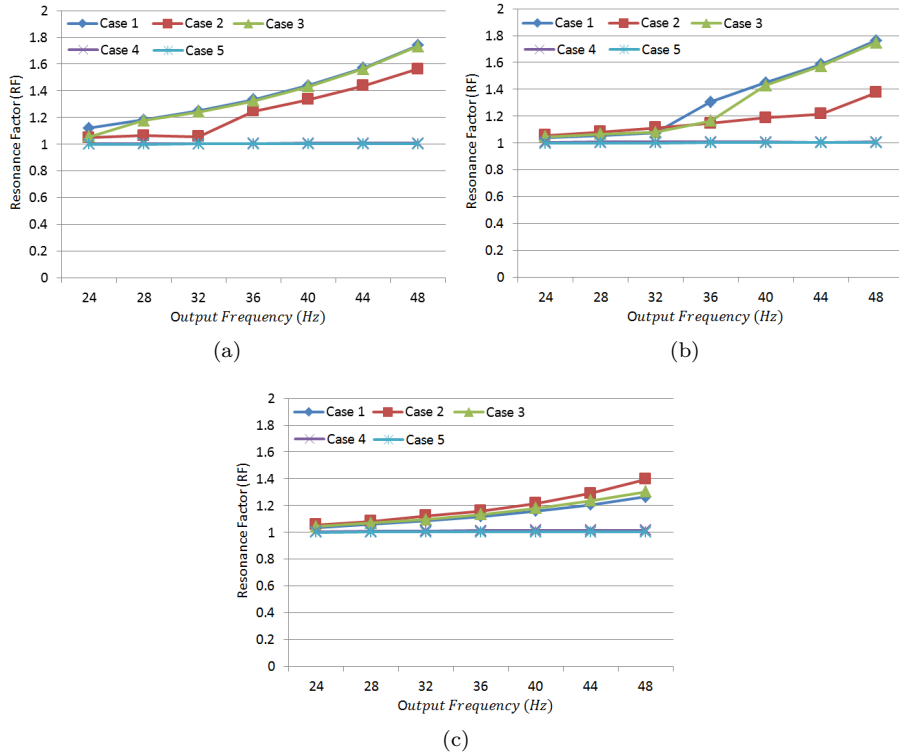 2
1.8
1.6
1.4
1.2
1
0.8
0.6
0.4
0.2
0
Resonance Factor (RF)
Case 1 Case 2 Case 3
Case 4 Case 5
24 28 32 36 40 44 48
Output Frequency (Hz)
(a)
2
1.8
1.6
1.4
1.2
1
0.8
0.6
0.4
0.2
0
Resonance Factor (RF)
Case 1 Case 2 Case 3
Case 4 Case 5
24 28 32 36 40 44 48
Output Frequency (Hz)
(b)
2
1.8
1.6
1.4
1.2
1
0.8
0.6
0.4
0.2
0
Resonance Factor (RF)
Case 1 Case 2 Case 3
Case 4 Case 5
24 28 32 36 40 44 48
Output Frequency (Hz)
(c)